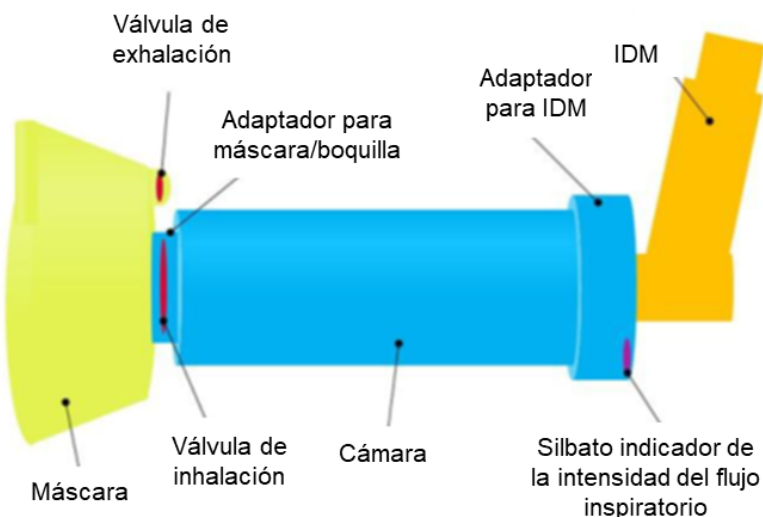 Válvula de
exhalación
IDM
Adaptador
para IDM
Adaptador para
máscara/boquilla
Máscara
Válvula de
inhalación
Cámara
Silbato indicador de
la intensidad del flujo
inspiratorio